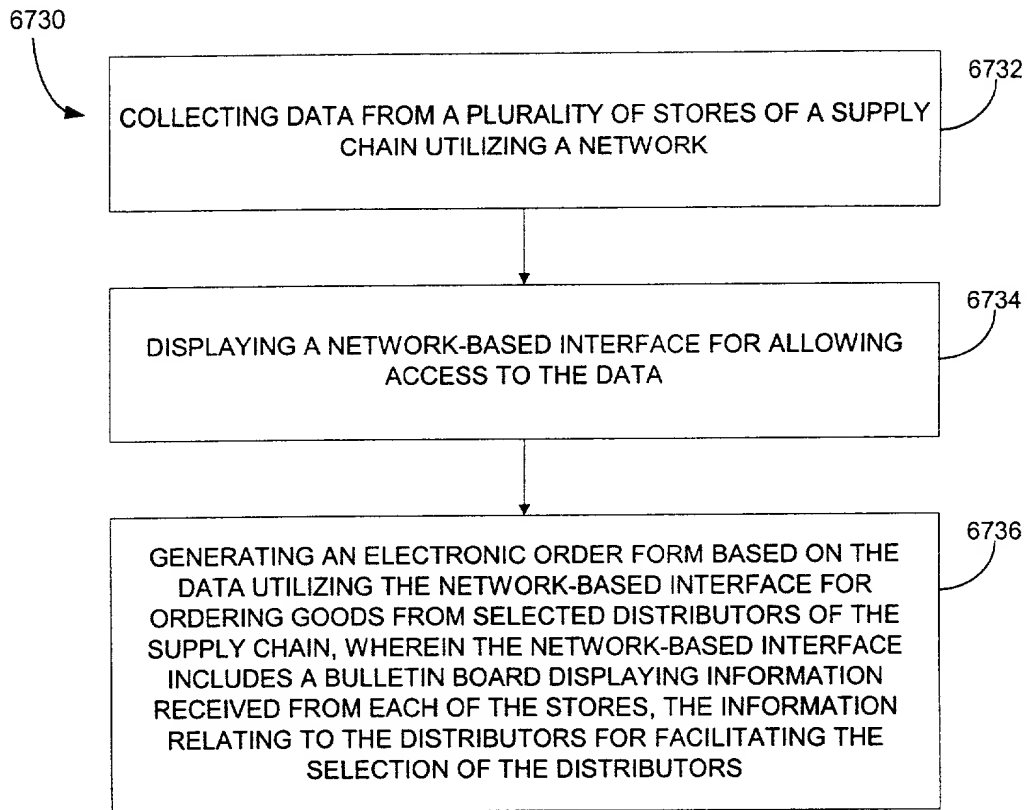 6730
6732
COLLECTING DATA FROM A PLURALITY OF STORES OF A SUPPLY
CHAIN UTILIZING A NETWORK
6734
DISPLAYING A NETWORK-BASED INTERFACE FOR ALLOWING
ACCESS TO THE DATA
6736
GENERATING AN ELECTRONIC ORDER FORM BASED ON THE
DATA UTILIZING THE NETWORK-BASED INTERFACE FOR
ORDERING GOODS FROM SELECTED DISTRIBUTORS OF THE
SUPPLY CHAIN, WHEREIN THE NETWORK-BASED INTERFACE
INCLUDES A BULLETIN BOARD DISPLAYING INFORMATION
RECEIVED FROM EACH OF THE STORES, THE INFORMATION
RELATING TO THE DISTRIBUTORS FOR FACILITATING THE
SELECTION OF THE DISTRIBUTORS